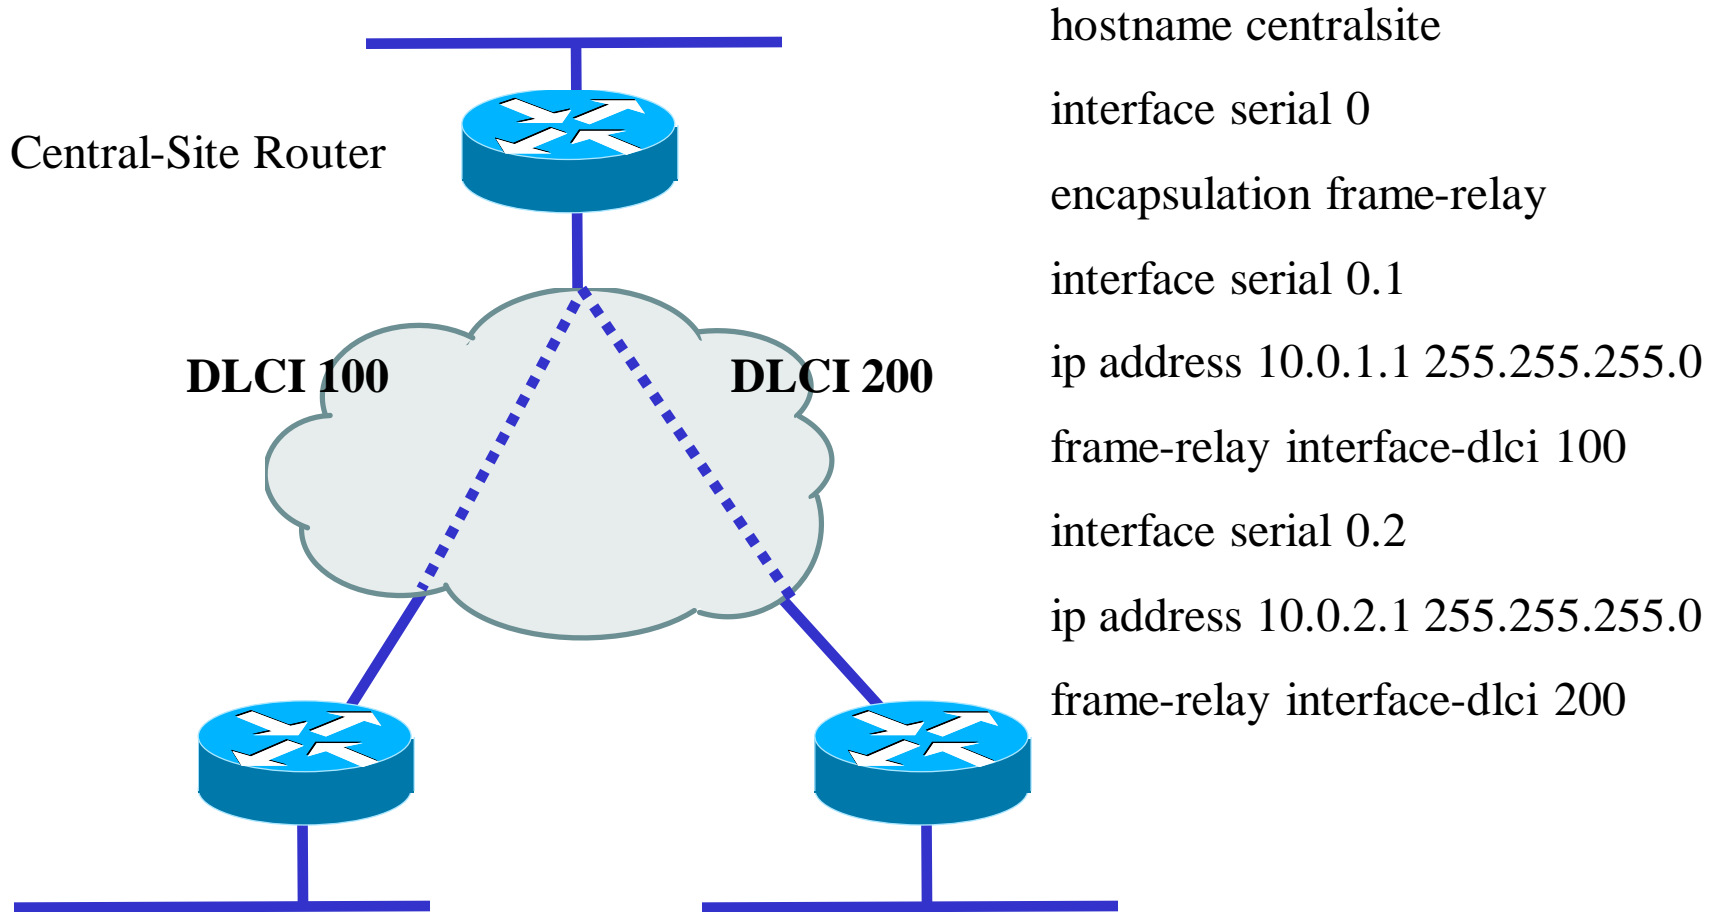 Central-Site Router
DLCI 100
DLCI 200
hostname centralsite
interface serial 0
encapsulation frame-relay
interface serial 0.1
ip address 10.0.1.1 255.255.255.0
frame-relay interface-dlci 100
interface serial 0.2
ip address 10.0.2.1 255.255.255.0
frame-relay interface-dlci 200